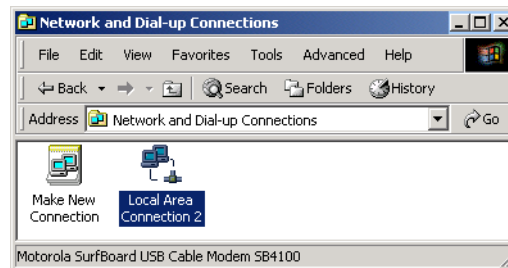 Network and Dial-up Connections
File Edit View Favorites Tools Advanced Help
Back Search Folders History
Address Network and Dial-up Connections Go
Make New Connection
Local Area Connection 2
Motorola SurfBoard USB Cable Modem SB4100